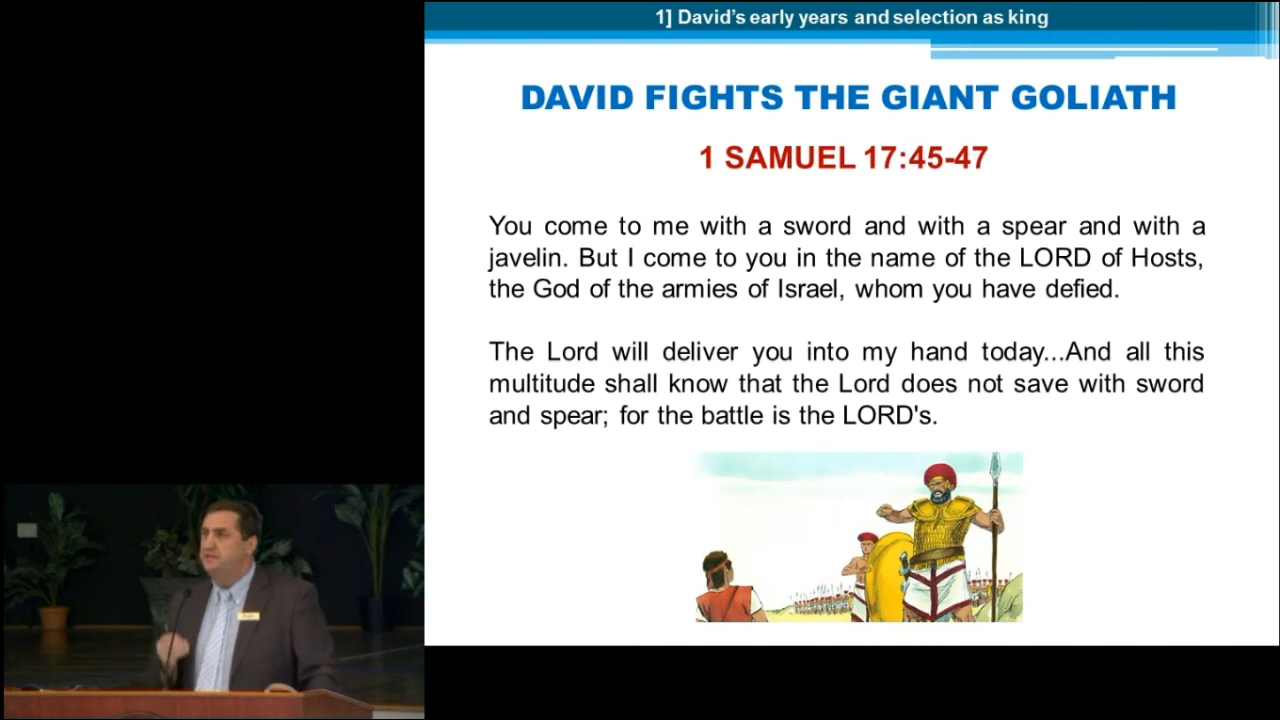 1] David's early years and selection as king
DAVID FIGHTS THE GIANT GOLIATH
1 SAMUEL 17:45-47
You come to me with a sword and with a spear and with a
javelin. But I come to you in the name of the LORD of Hosts,
the God of the armies of Israel, whom you have defied.
The Lord will deliver you into my hand today...And all this
multitude shall know that the Lord does not save with sword
and spear; for the battle is the LORD's.